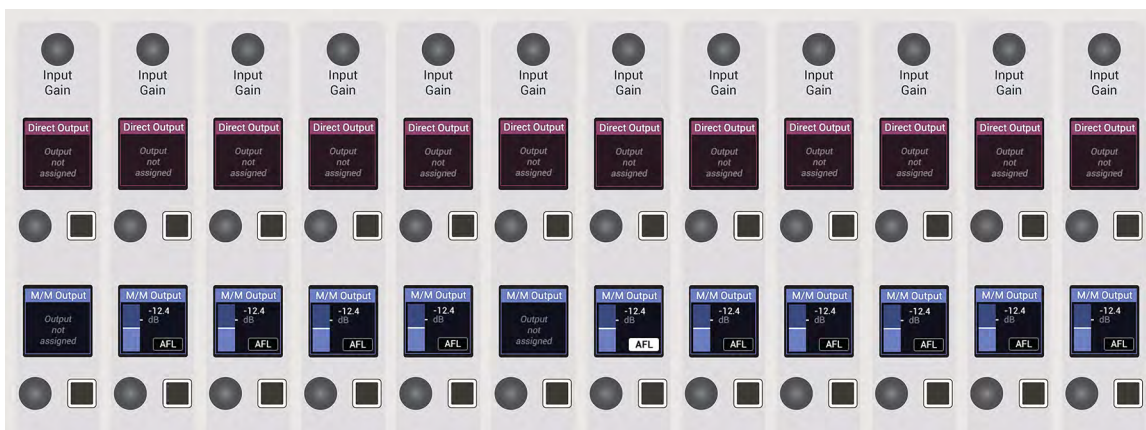 Input Input Input Input Input Input Input Input Input Input Input Input
Gain Gain Gain Gain Gain Gain Gain Gain Gain Gain Gain Gain
Direct Output Direct Output Direct Output Direct Output Direct Output Direct Output Direct Output Direct Output Direct Output Direct Output Direct Output Direct Output
Output Output Output Output Output Output Output Output Output Output Output Output
not not not not not not not not not not not not
assigned assigned assigned assigned assigned assigned assigned assigned assigned assigned assigned assigned
M/M Output M/M Output M/M Output M/M Output M/M Output M/M Output M/M Output M/M Output M/M Output M/M Output M/M Output M/M Output
Output -12.4 -12.4 -12.4 -12.4 Output -12.4 -12.4 -12.4 -12.4 -12.4 -12.4
not dB dB dB dB not dB dB dB dB dB dB
assigned AFL AFL AFL AFL assigned AFL AFL AFL AFL AFL AFL